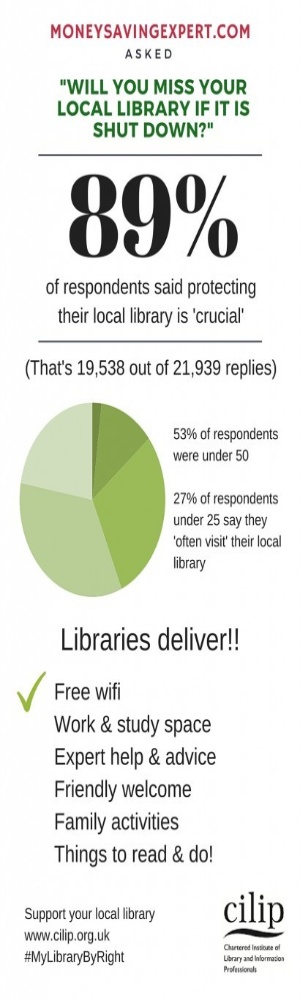 MONEYSAVINGEXPERT.COM
ASKED
"WILL YOU MISS YOUR
LOCAL LIBRARY IF IT IS
SHUT DOWN?"
89%
of respondents said protecting
their local library is 'crucial'
(That's 19,538 out of 21,939 replies)
53% of respondents
were under 50
27% of respondents
under 25 say they
'often visit' their local
library
Libraries deliver!!
Free wifi
Work & study space
Expert help & advice
Friendly welcome
Family activities
Things to read & do!
Support your local library
www.cilip.org.uk
#MyLibraryByRight
cilip
Chartered Institute of
Library and Information
Professionals